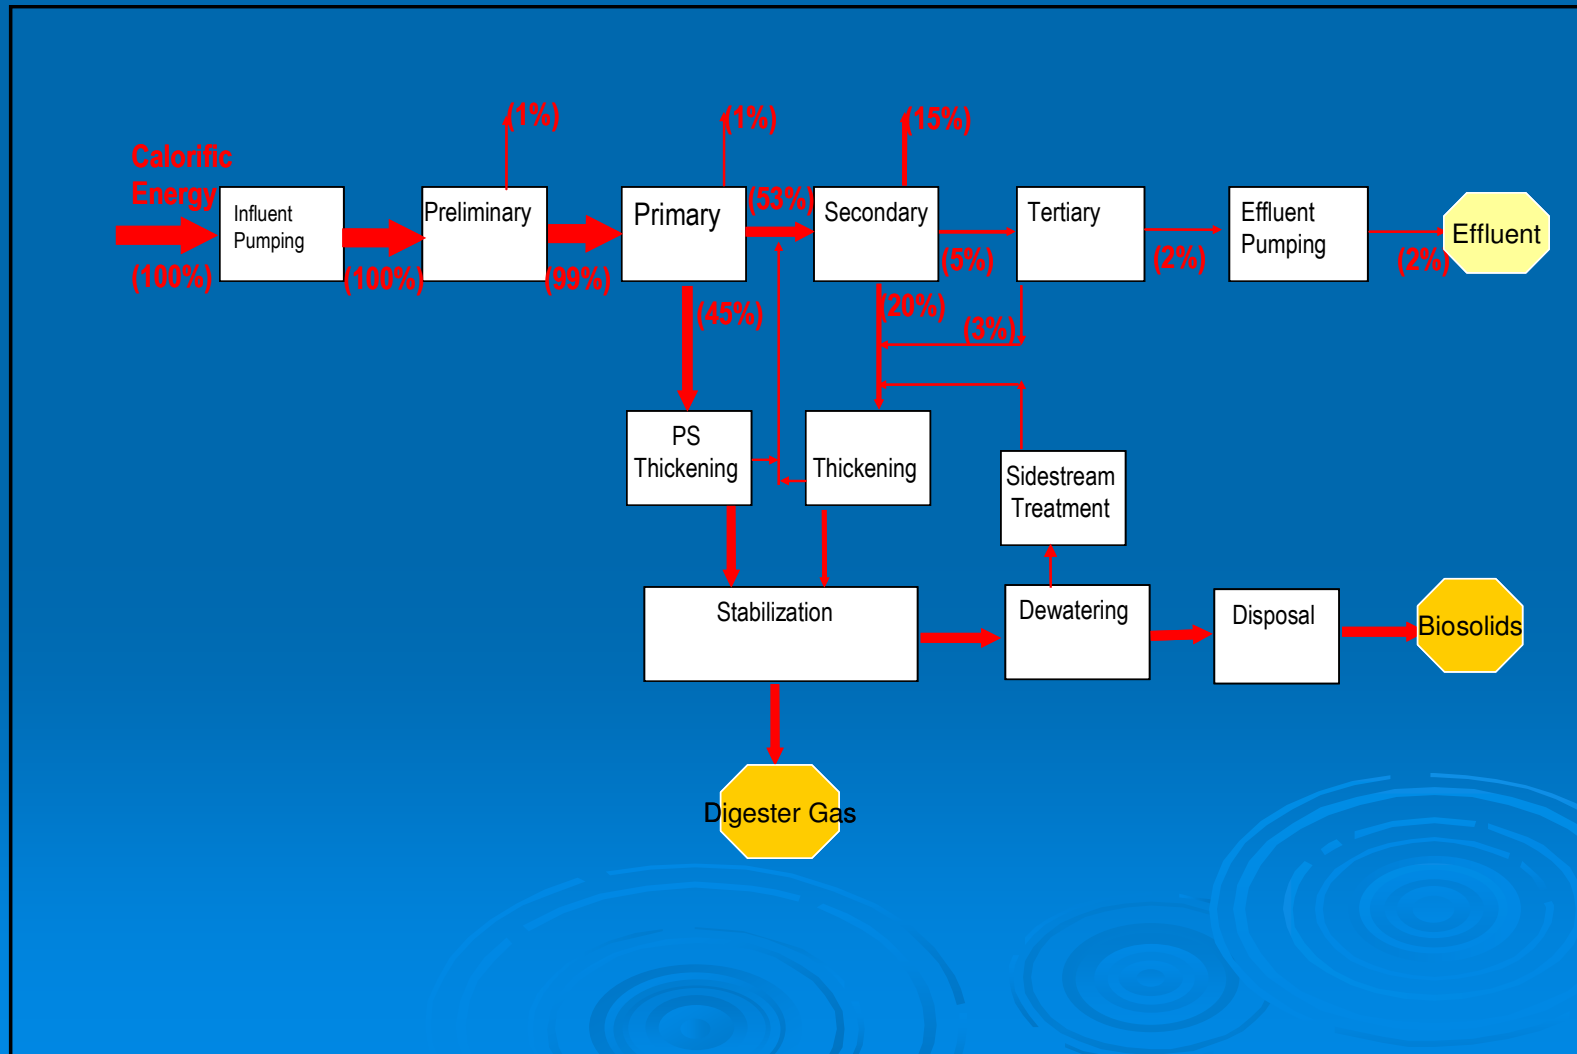 (1%)
(1%)
(15%)
Calorific
Energy
(53%)
Influent
Pumping
Preliminary
Primary
Secondary
Tertiary
Effluent
Pumping
Effluent
(100%)
(100%)
(99%)
(5%)
(2%)
(2%)
(45%)
(20%)
(3%)
PS
Thickening
Thickening
Sidestream
Treatment
Stabilization
Dewatering
Disposal
Biosolids
Digester Gas